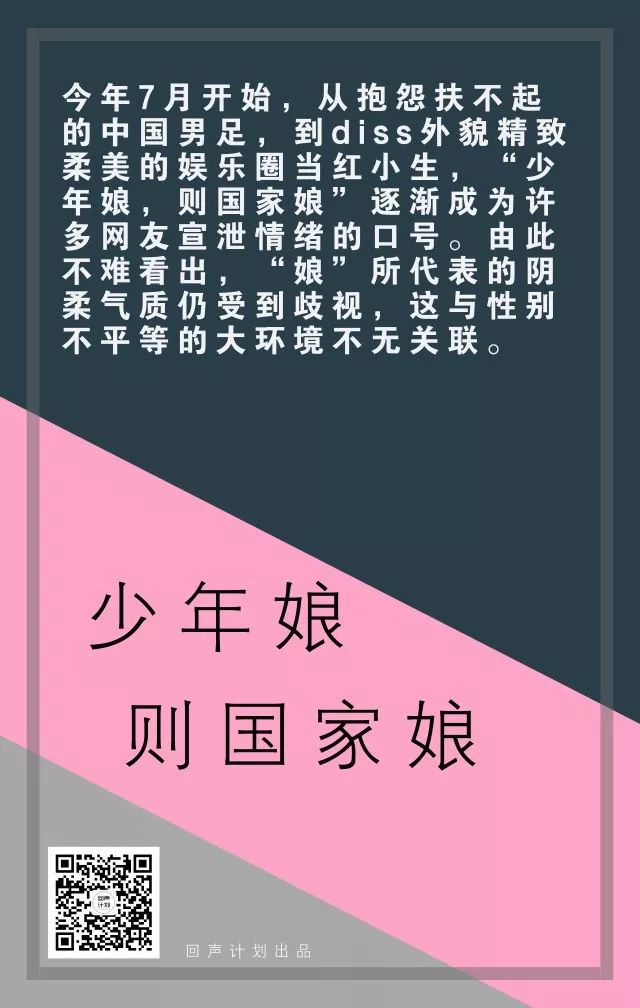 今年7月开始，从抱怨扶不起
的中国男足，到diss外貌精致
柔美的娱乐圈当红小生，“少
年娘，则国家娘”逐渐成为许
多网友宣泄情绪的口号。由此
不难看出，“娘”所代表的阴
柔气质仍受到歧视，这与性别
不平等的大环境不无关联。
少年娘
则国家娘
回声
计划
回声计划出品